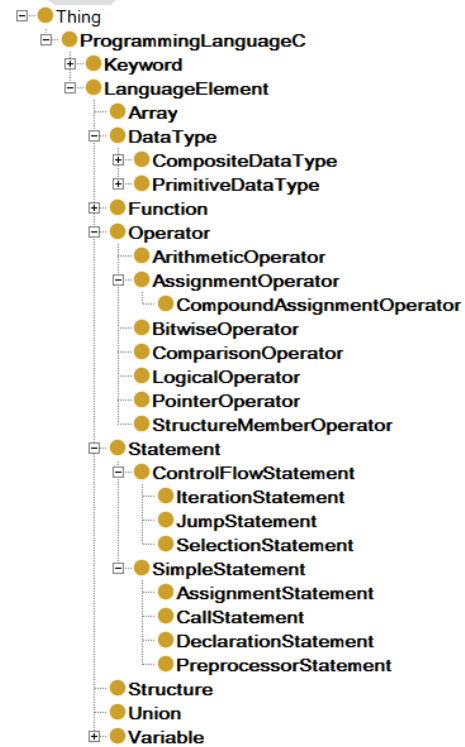 Thing
ProgrammingLanguageC
Keyword
LanguageElement
Array
DataType
CompositeDataType
PrimitiveDataType
Function
Operator
ArithmeticOperator
AssignmentOperator
CompoundAssignmentOperator
BitwiseOperator
ComparisonOperator
LogicalOperator
PointerOperator
StructureMemberOperator
Statement
ControlFlowStatement
IterationStatement
JumpStatement
SelectionStatement
SimpleStatement
AssignmentStatement
CallStatement
DeclarationStatement
PreprocessorStatement
Structure
Union
Variable